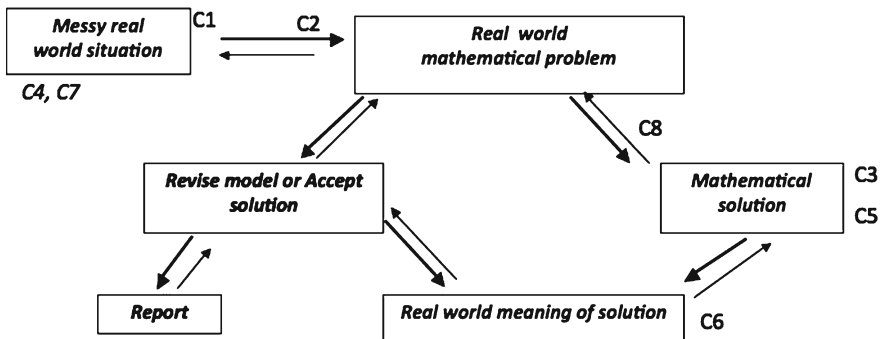 Messy real
world situation
C1
C2
Real world
mathematical problem
C4, C7
C8
Revise model or Accept
solution
Mathematical
solution
C3
C5
Report
Real world meaning of solution
C6